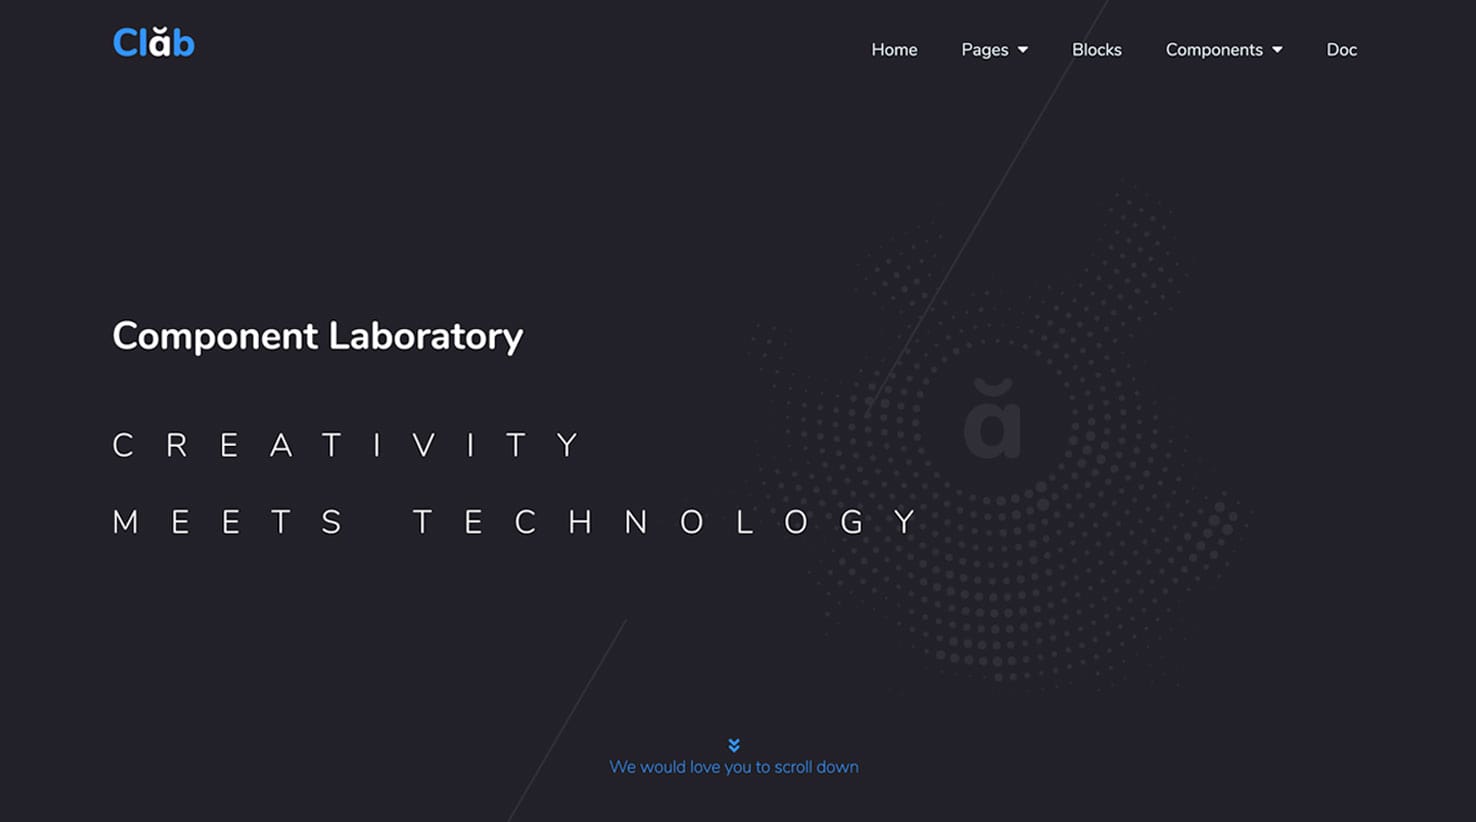 Clăb
Home Pages Blocks Components Doc
Component Laboratory
CREATIVITY
MEETS TECHNOLOGY
ă
We would love you to scroll down